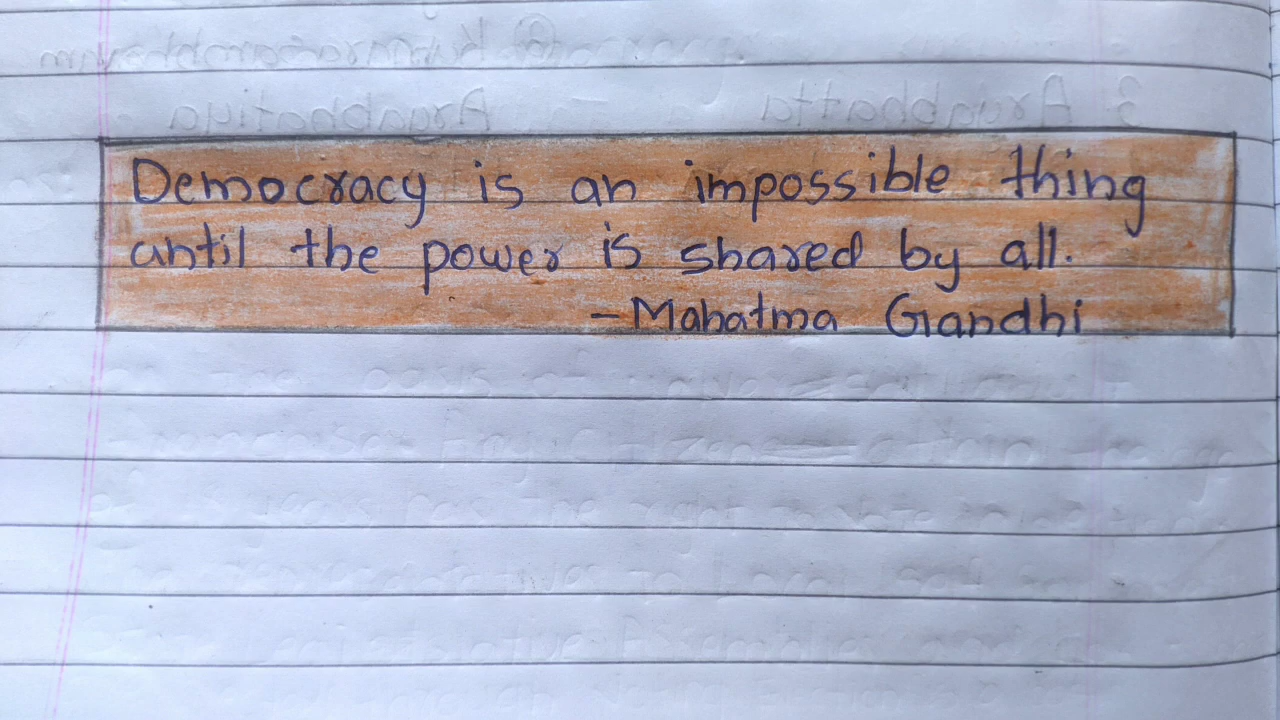 Democracy is an impossible thing
until the power is shared by all.
-Mahatma Gandhi